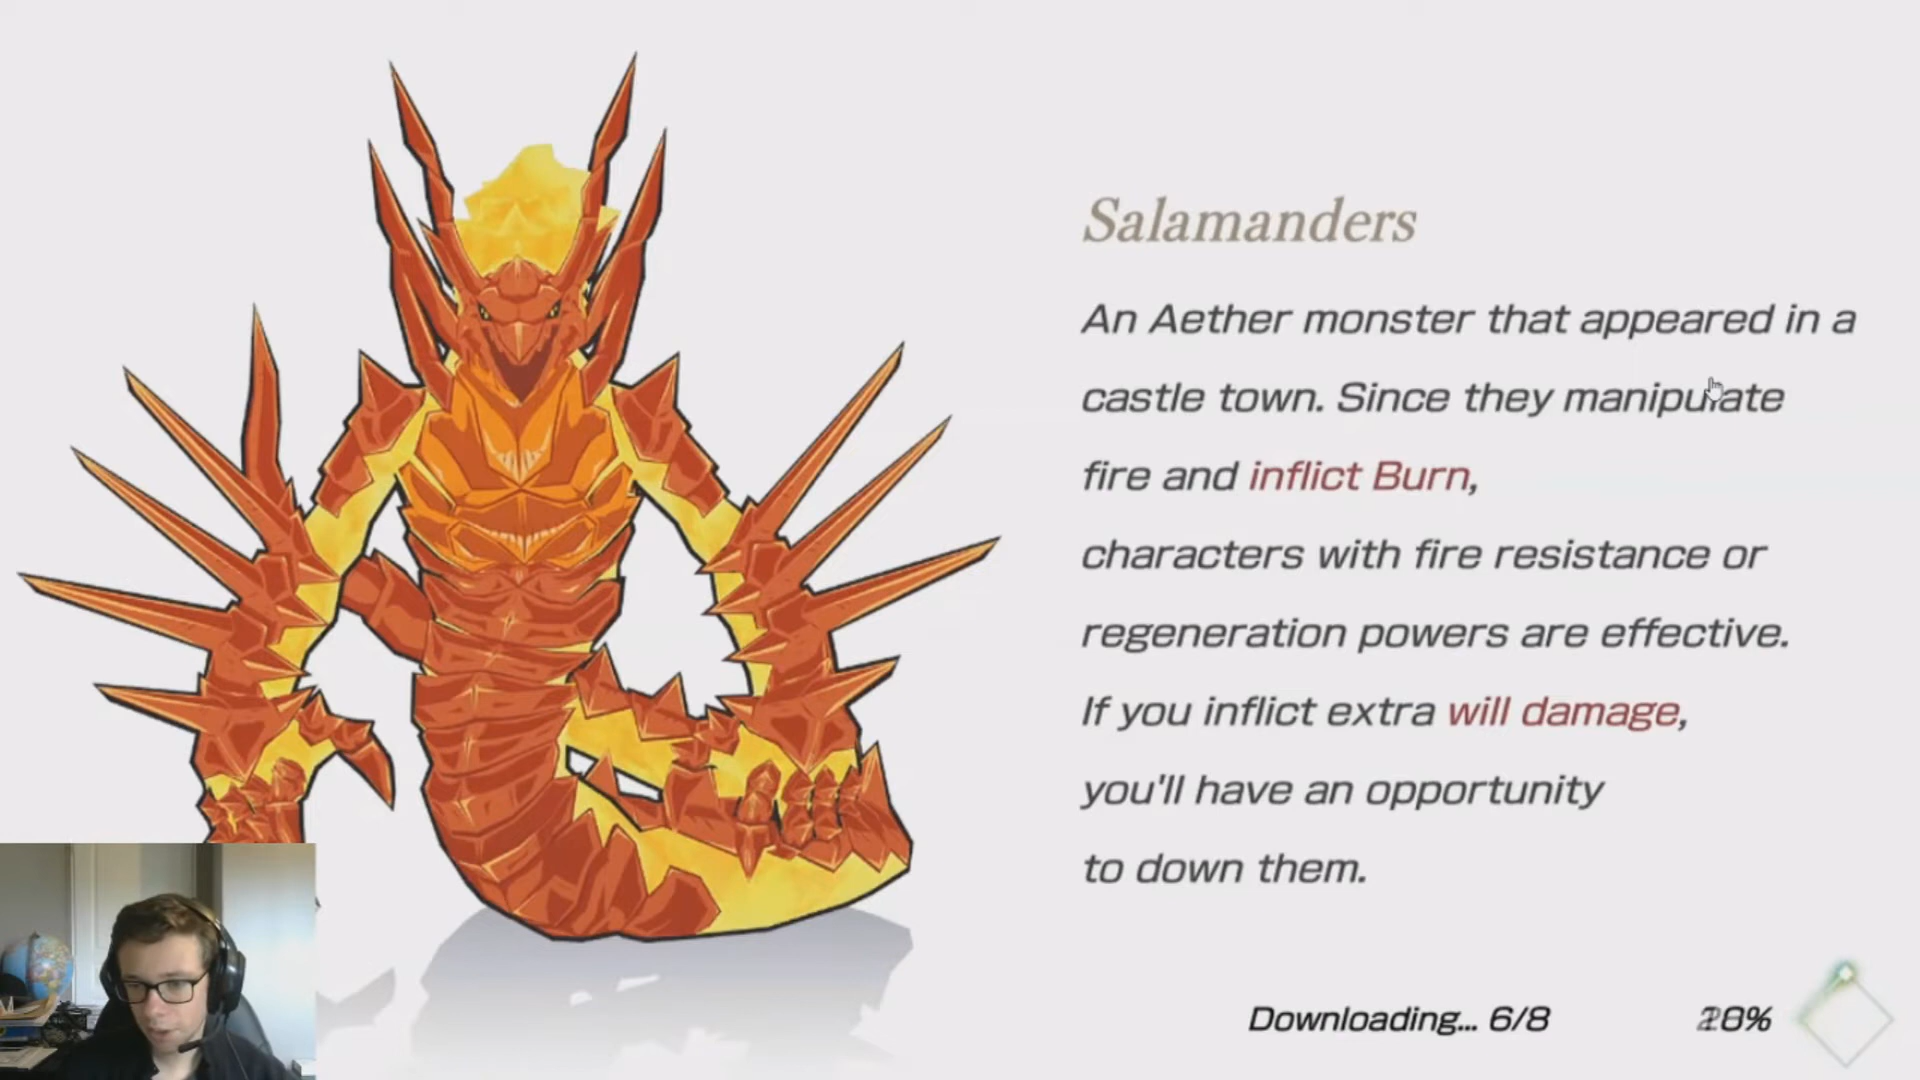 Salamanders
An Aether monster that appeared in a
castle town. Since they manipulate
fire and inflict Burn,
characters with fire resistance or
regeneration powers are effective.
If you inflict extra will damage,
you'll have an opportunity
to down them.
Downloading... 6/8